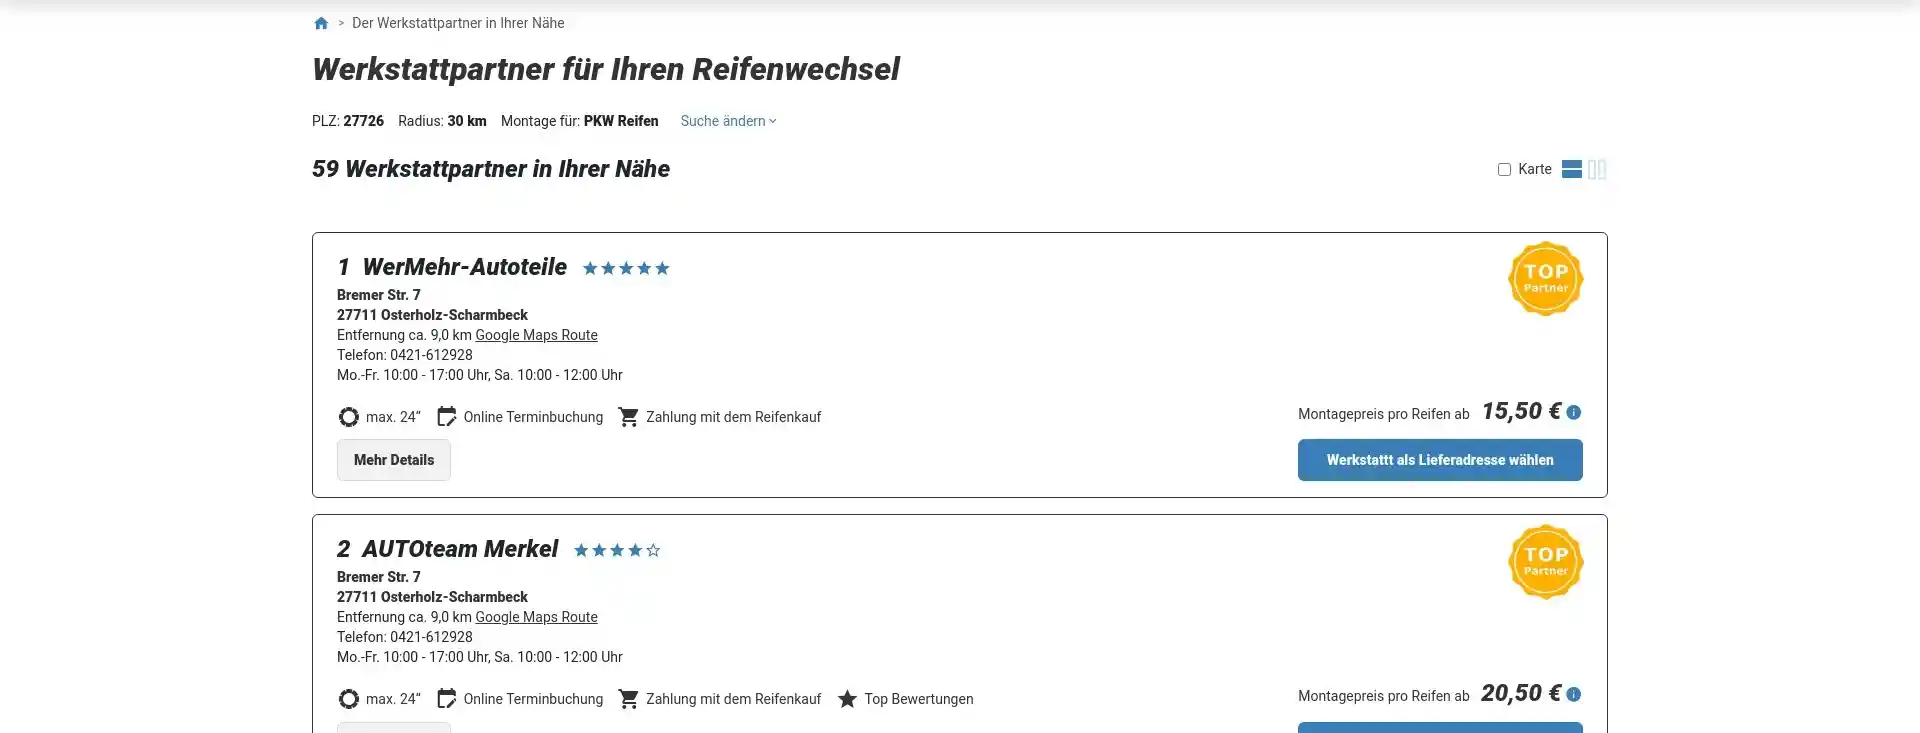 > Der Werkstattpartner in Ihrer Nähe
Werkstattpartner für Ihren Reifenwechsel
PLZ: 27726 Radius: 30 km Montage für: PKW Reifen Suche ändern
59 Werkstattpartner in Ihrer Nähe
Karte
1 WerMehr-Autoteile
TOP
Partner
Bremer Str. 7
27711 Osterholz-Scharmbeck
Entfernung ca. 9,0 km Google Maps Route
Telefon: 0421-612928
Mo.-Fr. 10:00 - 17:00 Uhr, Sa. 10:00 - 12:00 Uhr
max. 24“ Online Terminbuchung Zahlung mit dem Reifenkauf
Montagepreis pro Reifen ab 15,50 €
Mehr Details
Werkstattt als Lieferadresse wählen
2 AUTOteam Merkel
TOP
Partner
Bremer Str. 7
27711 Osterholz-Scharmbeck
Entfernung ca. 9,0 km Google Maps Route
Telefon: 0421-612928
Mo.-Fr. 10:00 - 17:00 Uhr, Sa. 10:00 - 12:00 Uhr
max. 24“ Online Terminbuchung Zahlung mit dem Reifenkauf Top Bewertungen
Montagepreis pro Reifen ab 20,50 €